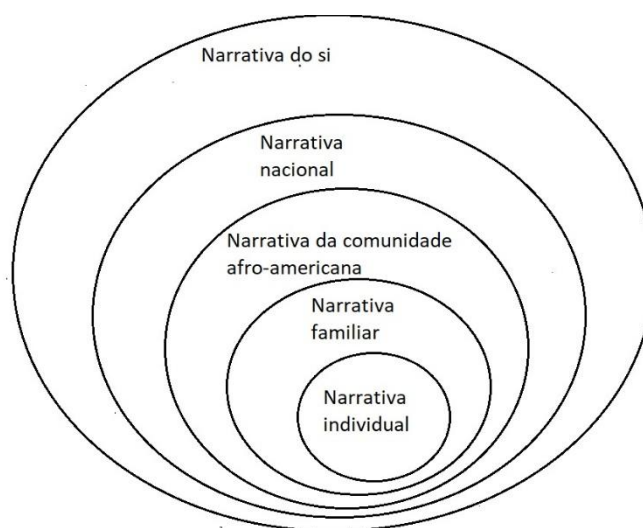 Narrativa do si
Narrativa
nacional
Narrativa da comunidade
afro-americana
Narrativa
familiar
Narrativa
individual